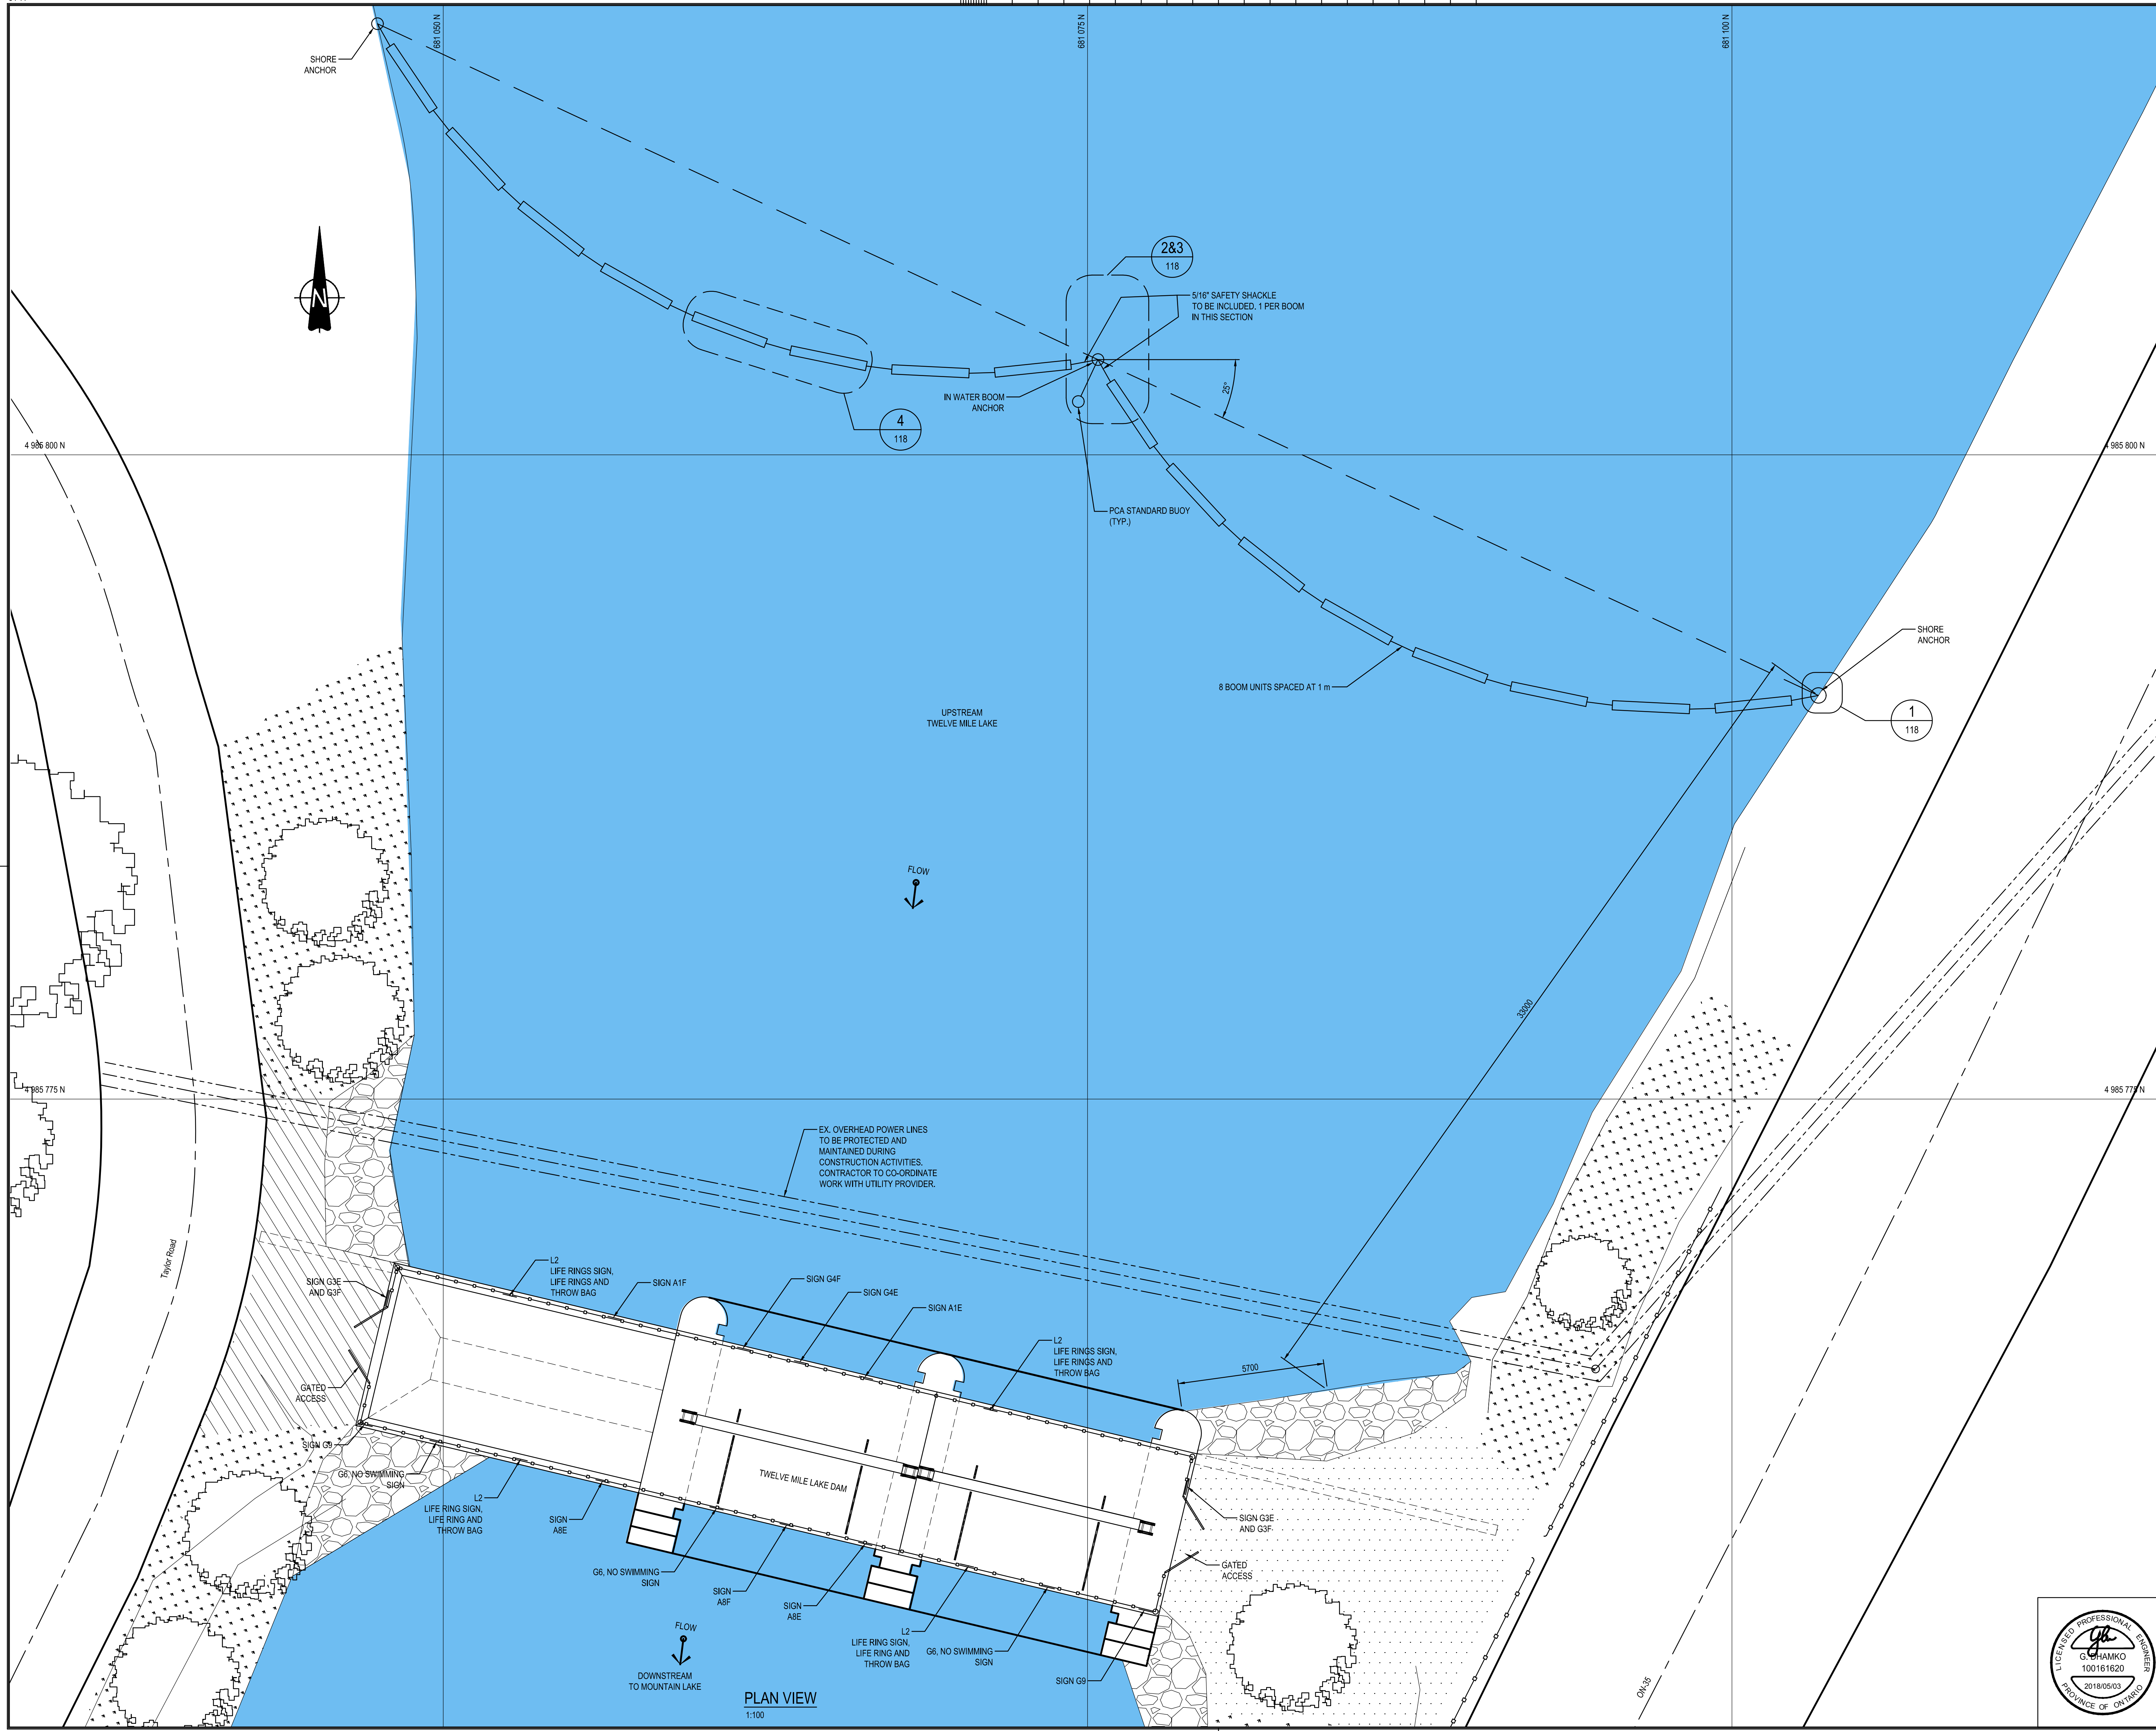 681 050 N
681 075 N
681 100 N
SHORE
ANCHOR
N
2&3
118
5/16" SAFETY SHACKLE
TO BE INCLUDED, 1 PER BOOM
IN THIS SECTION
25°
IN WATER BOOM
ANCHOR
4
118
4 985 800 N
4 985 800 N
PCA STANDARD BUOY
(TYP.)
SHORE
ANCHOR
8 BOOM UNITS SPACED AT 1 m
1
118
UPSTREAM
TWELVE MILE LAKE
FLOW
33000
4 985 775 N
4 985 775 N
EX. OVERHEAD POWER LINES
TO BE PROTECTED AND
MAINTAINED DURING
CONSTRUCTION ACTIVITIES.
CONTRACTOR TO CO-ORDINATE
WORK WITH UTILITY PROVIDER.
Taylor Road
SIGN G3E
AND G3F
L2
LIFE RINGS SIGN,
LIFE RINGS AND
THROW BAG
SIGN A1F
SIGN G4F
SIGN G4E
SIGN A1E
L2
LIFE RINGS SIGN,
LIFE RINGS AND
THROW BAG
5700
GATED
ACCESS
SIGN G9
G6, NO SWIMMING
SIGN
TWELVE MILE LAKE DAM
L2
LIFE RING SIGN,
LIFE RING AND
THROW BAG
SIGN
A8E
SIGN G3E
AND G3F
GATED
ACCESS
G6, NO SWIMMING
SIGN
SIGN
A8F
SIGN
A8E
L2
LIFE RING SIGN,
LIFE RING AND
THROW BAG
G6, NO SWIMMING
SIGN
SIGN G9
FLOW
DOWNSTREAM
TO MOUNTAIN LAKE
PLAN VIEW
1:100
ON-35
LICENSED PROFESSIONAL ENGINEER
G. DHAMKO
100161620
2018/05/03
PROVINCE OF ONTARIO